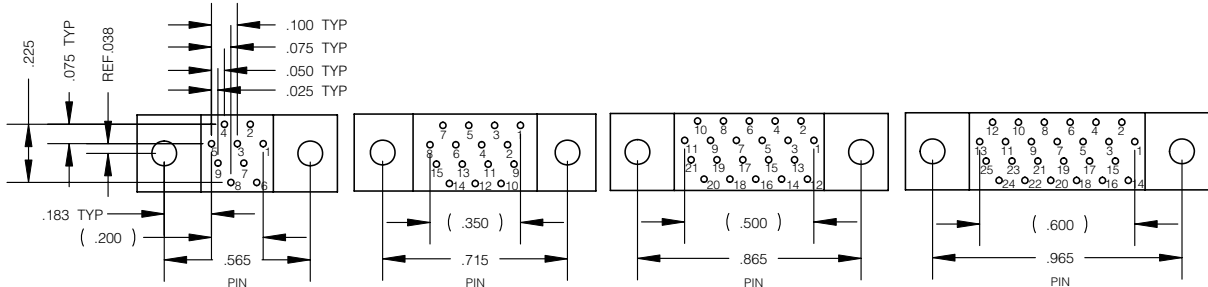 .225
.075 TYP
REF.038
.100 TYP
.075 TYP
.050 TYP
.025 TYP
4 2
5 3 1
9 7
8 6
.183 TYP
( .200 )
.565
PIN
7 5 3 1
8 6 4 2
15 13 11 9
14 12 10
( .350 )
.715
PIN
10 8 6 4 2
11 9 7 5 3 1
21 19 17 15 13
20 18 16 14 12
( .500 )
.865
PIN
12 10 8 6 4 2
13 11 9 7 5 3 1
25 23 21 19 17 15
24 22 20 18 16 14
( .600 )
.965
PIN